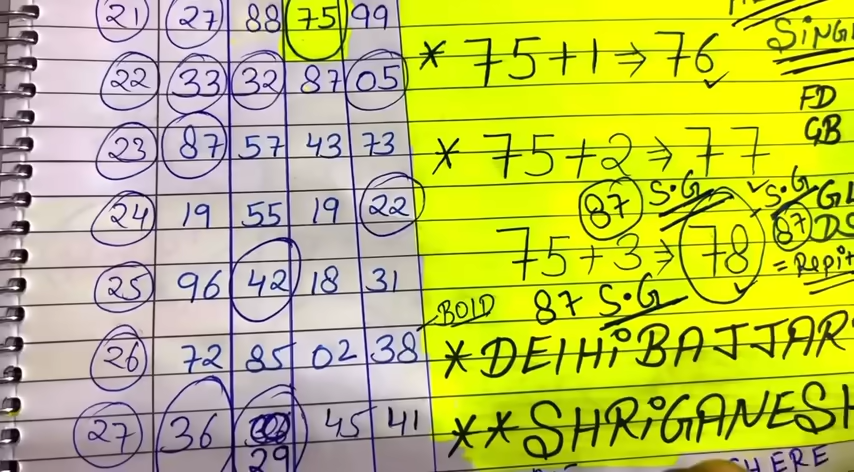 21 27 88 75 99
22 33 32 87 05
23 87 57 43 73
24 19 55 19 22
25 96 42 18 31
26 72 85 02 38
27 36 45 41
29
* 75+1 ⇒ 76 ✓
FD
GB
* 75+2 ⇒ 77
87 S.G ✓S.G
75+3 ⇒ 78 ✓ 87 DS
87 S.G
BOLD
* DElHi BAJJAR
** SHRiGANESH
HERE